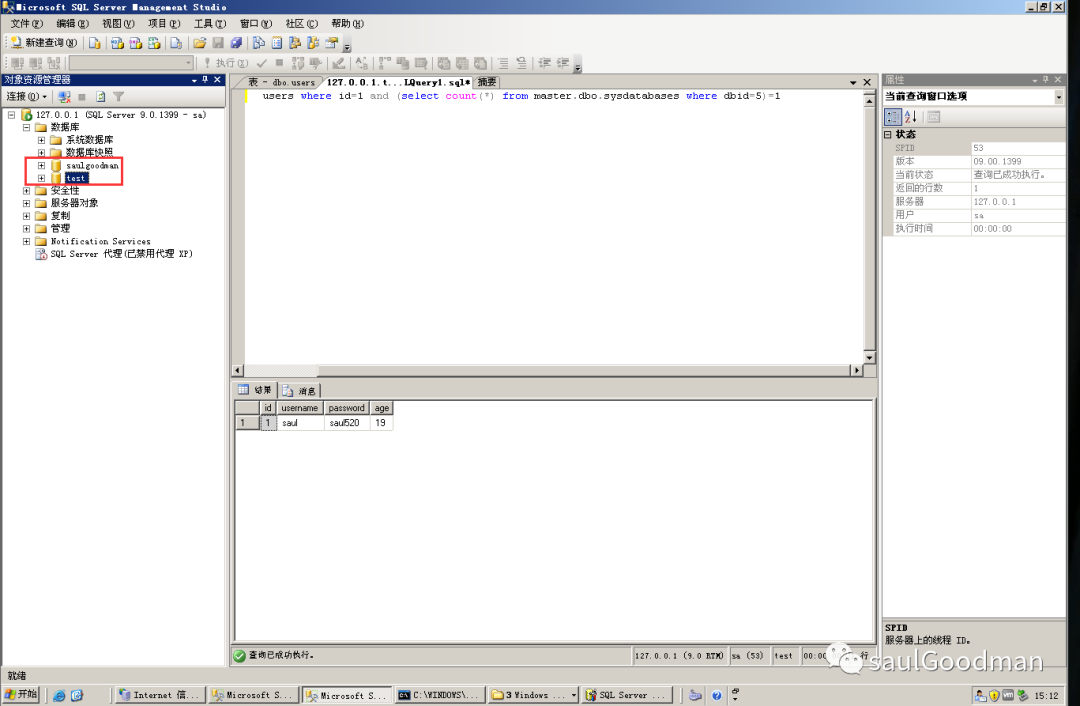 Microsoft SQL Server Management Studio
文件(F) 编辑(E) 视图(V) 项目(P) 工具(T) 窗口(W) 社区(C) 帮助(H)
新建查询(N)
执行(X)
对象资源管理器
连接(O)
127.0.0.1 (SQL Server 9.0.1399 - sa)
数据库
系统数据库
数据库快照
saulgoodman
test
安全性
服务器对象
复制
管理
Notification Services
SQL Server 代理(已禁用代理 XP)
表 - dbo.users 127.0.0.1.t...LQuery1.sql* 摘要
users where id=1 and (select count(*) from master.dbo.sysdatabases where dbid=5)=1
结果 消息
id username password age
1 1 saul saul520 19
查询已成功执行。 127.0.0.1 (9.0 RTM) sa (53) test 00:00 行
属性
当前查询窗口选项
状态
SPID 53
版本 09.00.1399
当前状态 查询已成功执行。
返回的行数 1
服务器 127.0.0.1
用户 sa
执行时间 00:00:00
SPID
服务器上的线程 ID。
saulGoodman
就绪
开始 Internet 信... Microsoft S... Microsoft S... C:\WINDOWS\... 3 Windows ... SQL Server ... 15:12